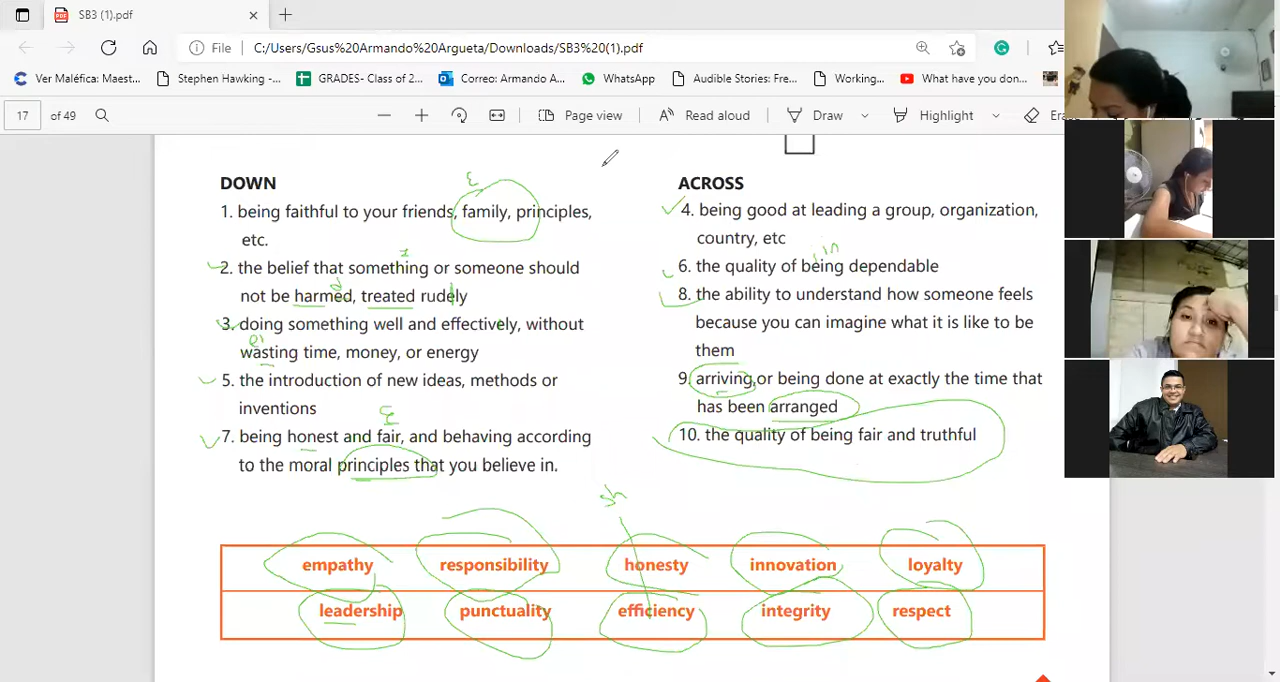 SB3 (1).pdf
File C:/Users/Gsus%20Armando%20Argueta/Downloads/SB3%20(1).pdf
Ver Maléfica: Maest... Stephen Hawking -... GRADES- Class of 2... Correo: Armando A... WhatsApp Audible Stories: Fre... Working... What have you don...
17 of 49 Page view Read aloud Draw Highlight Era
DOWN
1. being faithful to your friends, family, principles,
etc.
2. the belief that something or someone should
not be harmed, treated rudely
3. doing something well and effectively, without
wasting time, money, or energy
5. the introduction of new ideas, methods or
inventions
7. being honest and fair, and behaving according
to the moral principles that you believe in.
ACROSS
4. being good at leading a group, organization,
country, etc
6. the quality of being dependable
8. the ability to understand how someone feels
because you can imagine what it is like to be
them
9. arriving or being done at exactly the time that
has been arranged
10. the quality of being fair and truthful
sh
empathy responsibility honesty innovation loyalty
leadership punctuality efficiency integrity respect